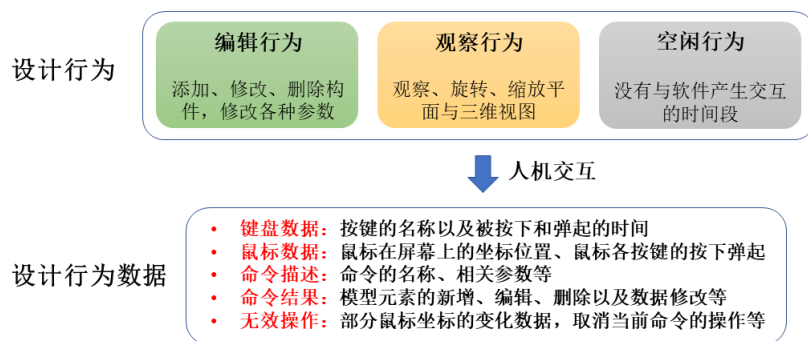 设计行为
编辑行为
添加、修改、删除构
件，修改各种参数
观察行为
观察、旋转、缩放平
面与三维视图
空闲行为
没有与软件产生交互
的时间段
人机交互
设计行为数据
• 键盘数据：按键的名称以及被按下和弹起的时间
• 鼠标数据：鼠标在屏幕上的坐标位置、鼠标各按键的按下弹起
• 命令描述：命令的名称、相关参数等
• 命令结果：模型元素的新增、编辑、删除以及数据修改等
• 无效操作：部分鼠标坐标的变化数据，取消当前命令的操作等